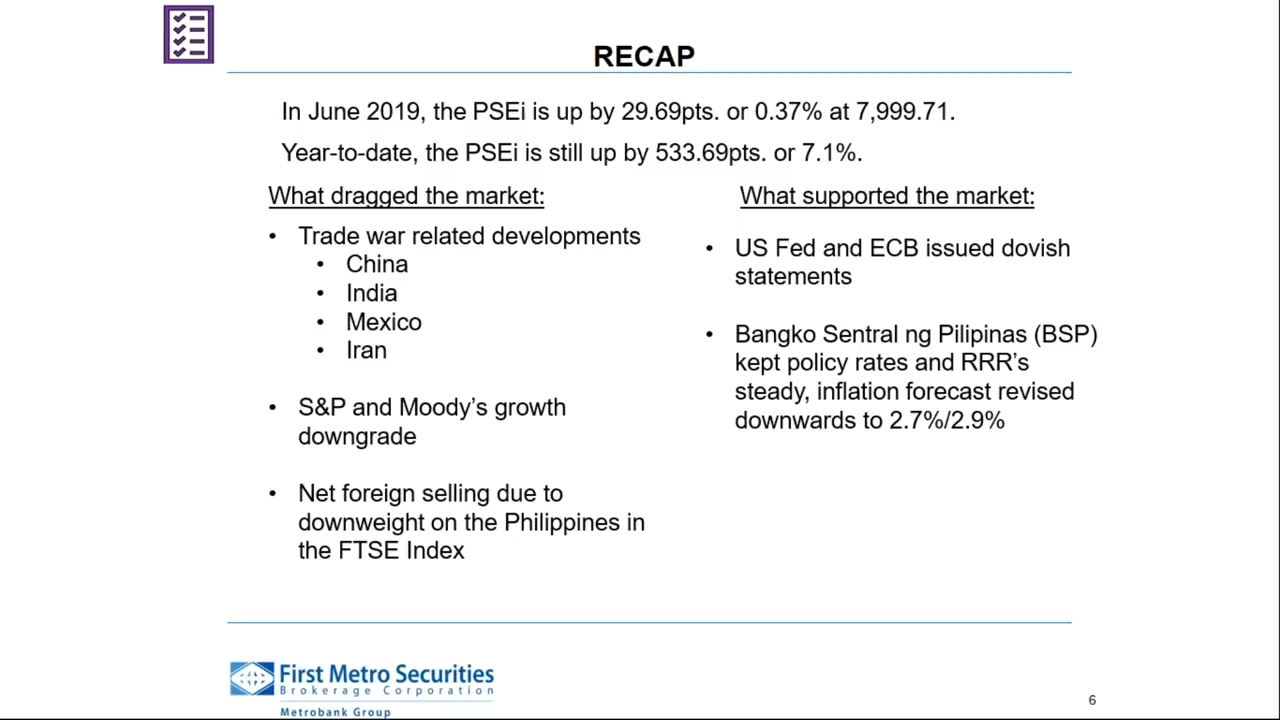 RECAP
In June 2019, the PSEi is up by 29.69pts. or 0.37% at 7,999.71.
Year-to-date, the PSEi is still up by 533.69pts. or 7.1%.
What dragged the market:
• Trade war related developments
• China
• India
• Mexico
• Iran
• S&P and Moody's growth
downgrade
• Net foreign selling due to
downweight on the Philippines in
the FTSE Index
What supported the market:
• US Fed and ECB issued dovish
statements
• Bangko Sentral ng Pilipinas (BSP)
kept policy rates and RRR's
steady, inflation forecast revised
downwards to 2.7%/2.9%
First Metro Securities
Brokerage Corporation
Metrobank Group
6